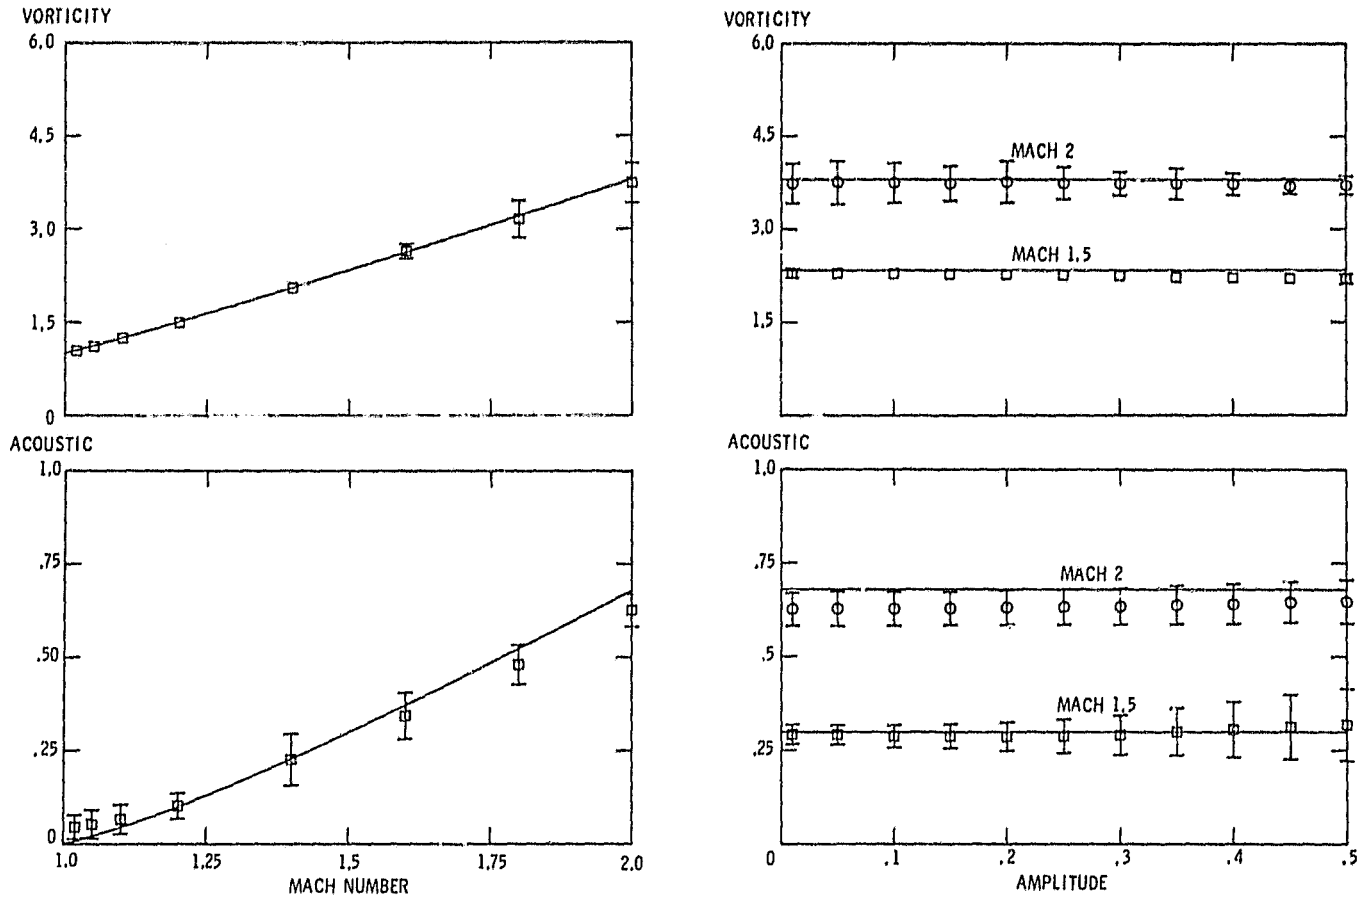 VORTICITY
6.0
4.5
3.0
1.5
0
ACOUSTIC
1.0
.75
.50
.25
0
1.0 1.25 1.5 1.75 2.0
MACH NUMBER
VORTICITY
6.0
4.5
MACH 2
3.0
MACH 1.5
1.5
ACOUSTIC
1.0
.75
MACH 2
.5
MACH 1.5
.25
0 .1 .2 .3 .4 .5
AMPLITUDE